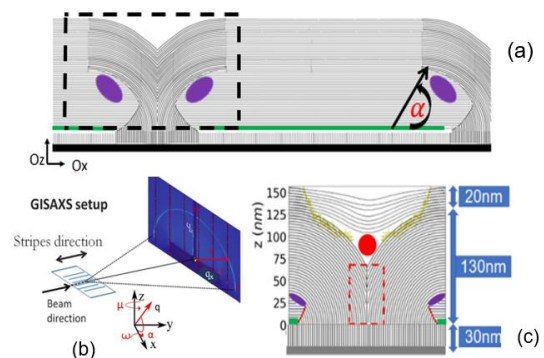 (a)
α
Oz
Ox
GISAXS setup
Stripes direction
Beam
direction
qz
qx
μ
z
q
y
ω
α
x
(b)
z (nm)
150
125
100
75
50
25
0
20nm
130nm
30nm
(c)